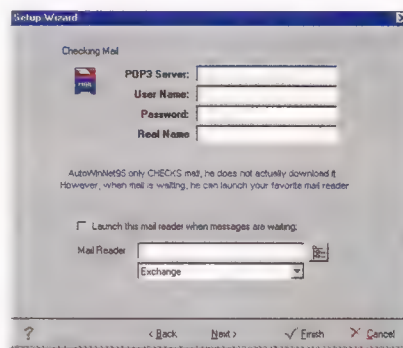 Setup Wizard
Checking Mail
POP3 Server:
User Name:
Password:
Real Name
AutoWinNet95 only CHECKS mail, he does not actually download it
However, when mail is waiting, he can launch your favorite mail reader
Launch this mail reader when messages are waiting:
Mail Reader
Exchange
? < Back Next > Finish Cancel